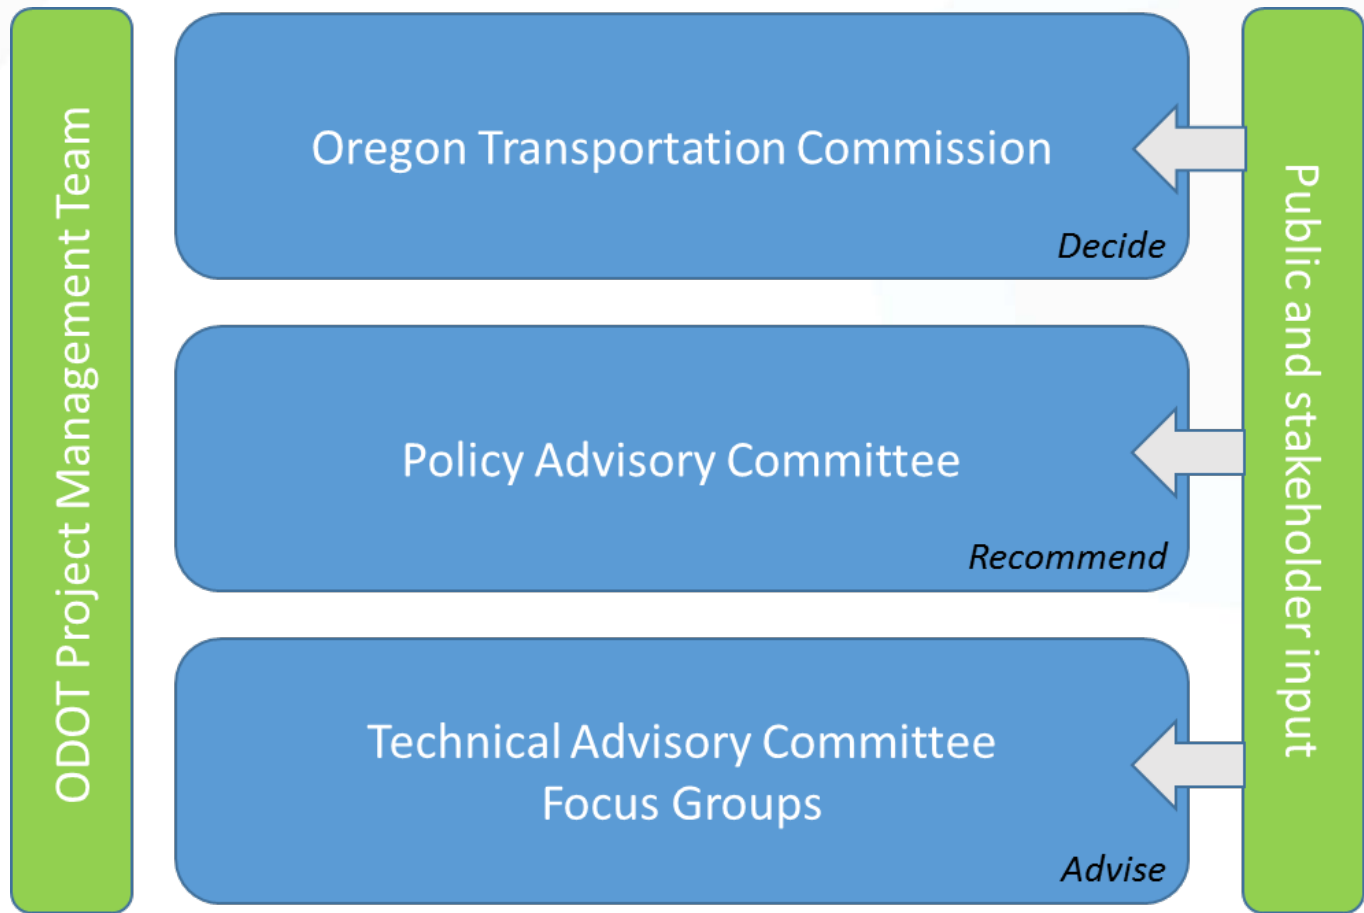 ODOT Project Management Team
Oregon Transportation Commission
Decide
Policy Advisory Committee
Recommend
Technical Advisory Committee
Focus Groups
Advise
Public and stakeholder input